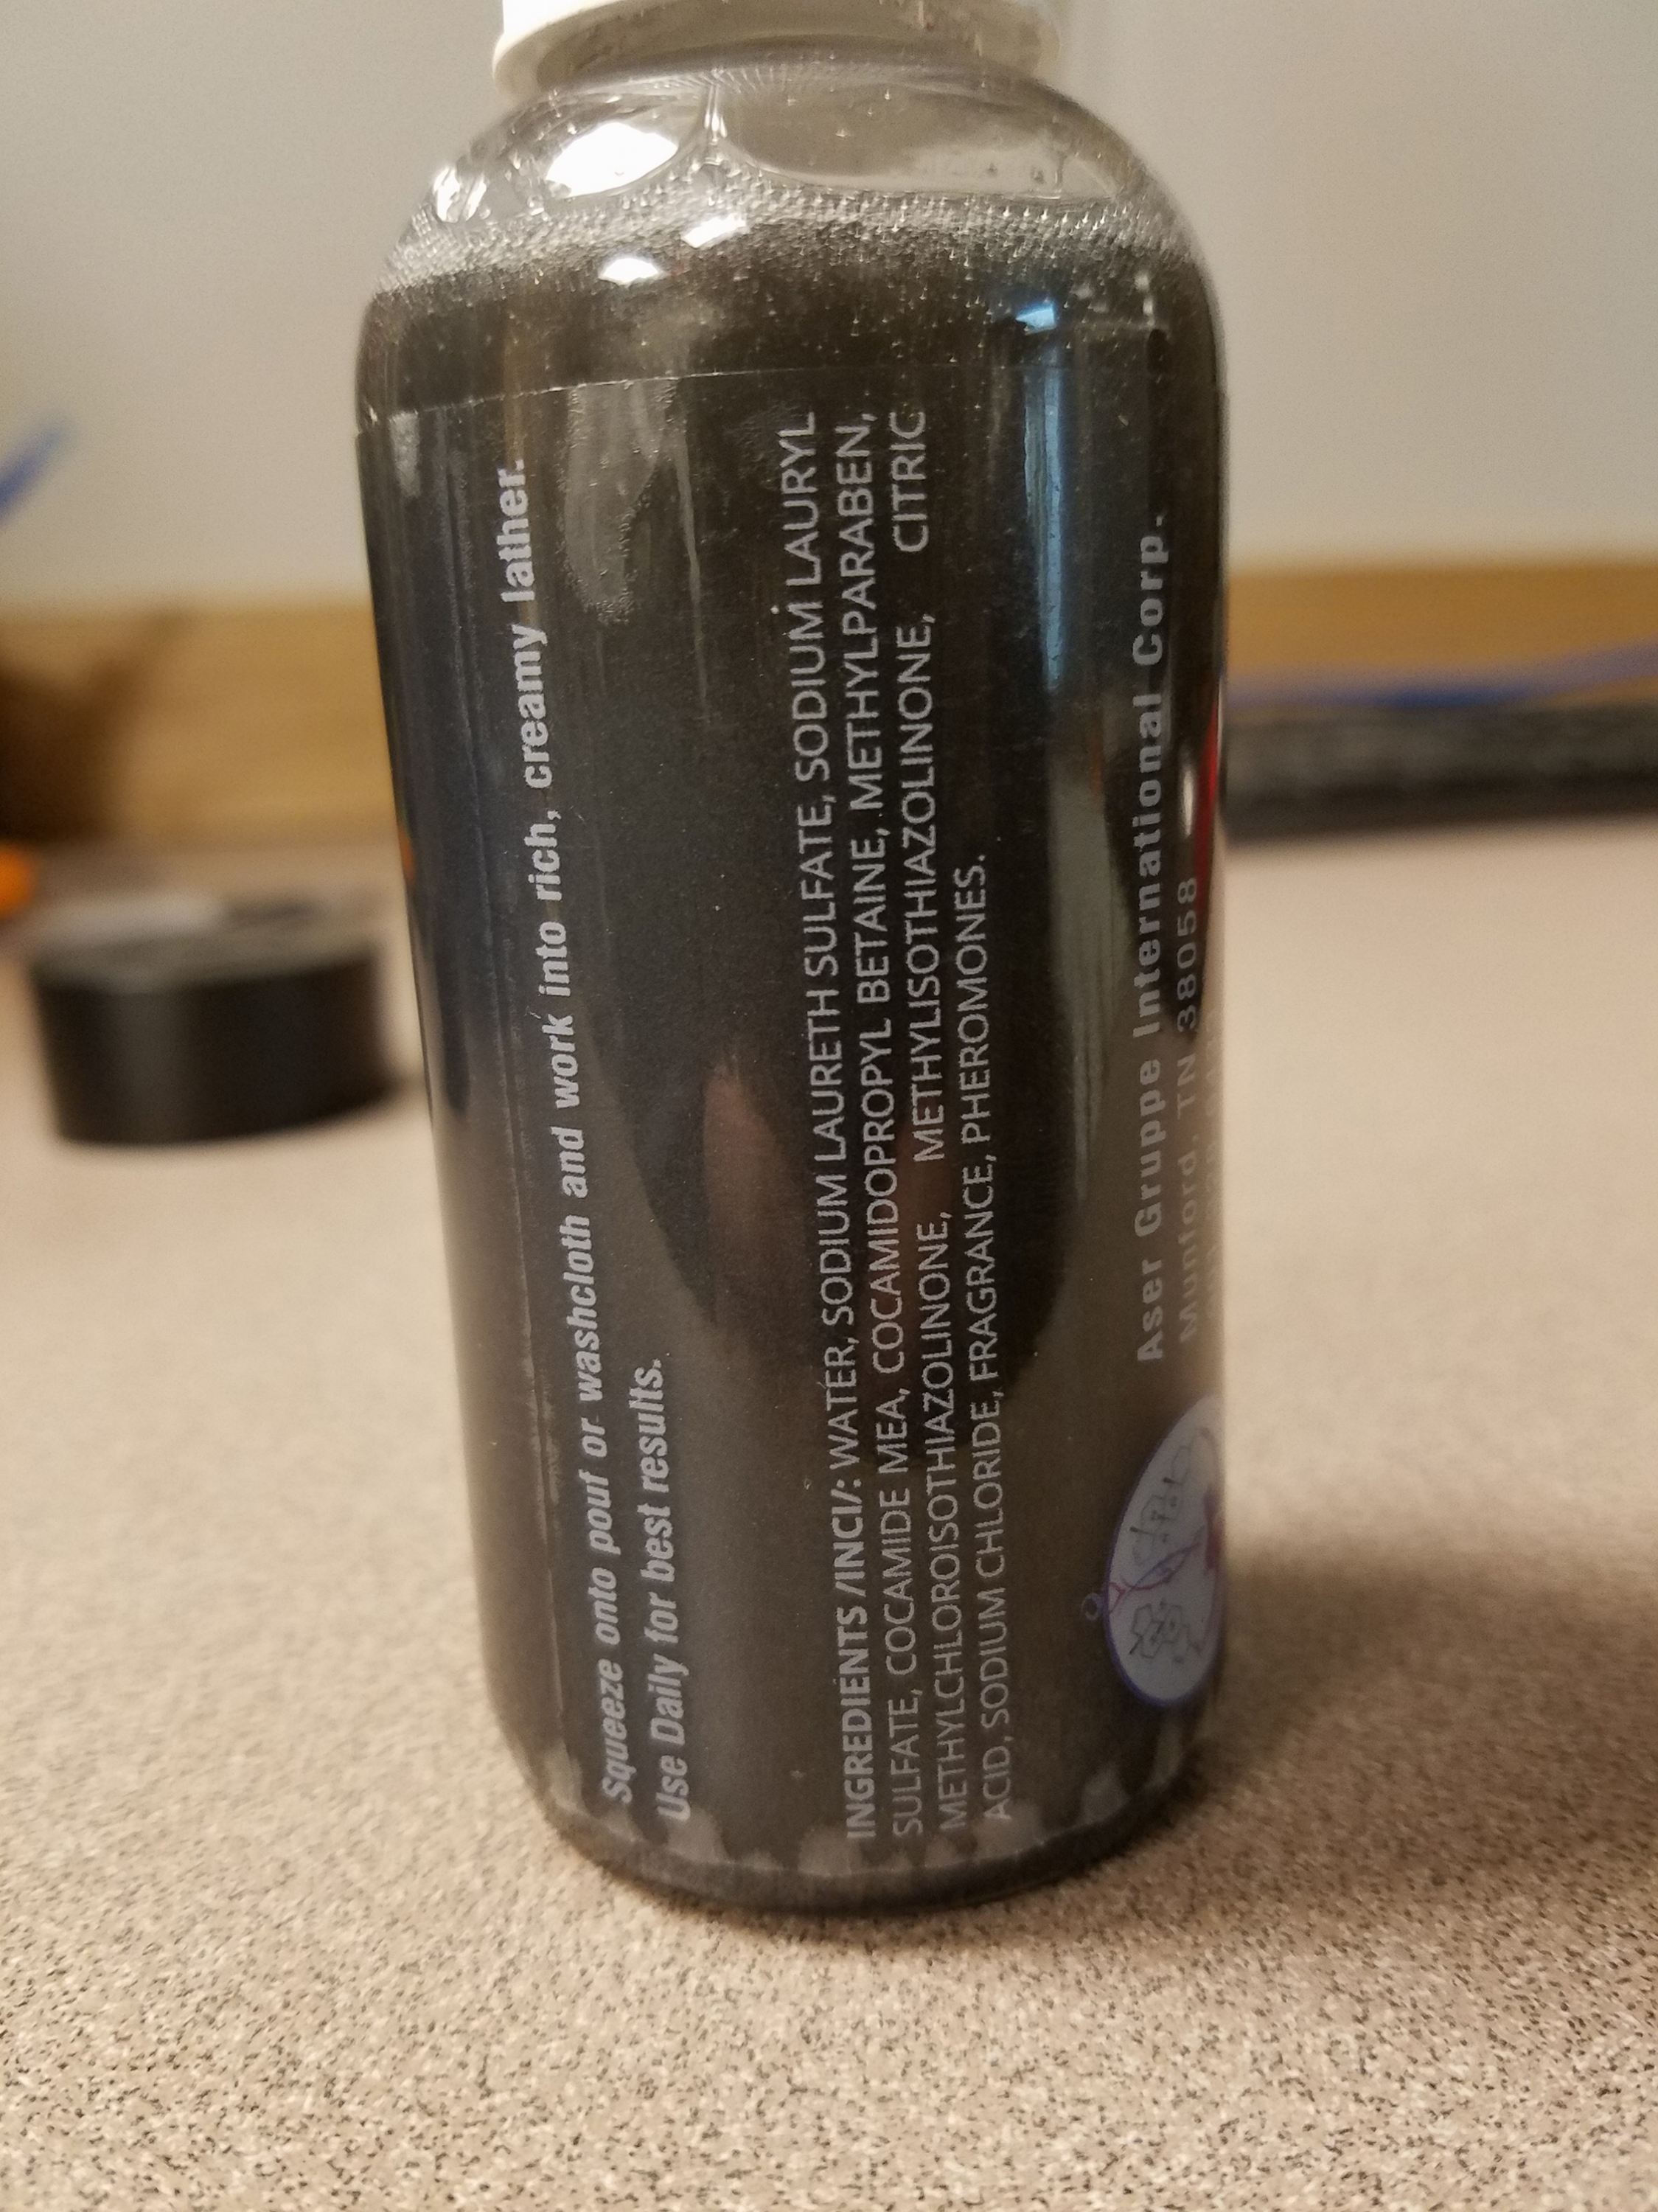 Squeeze onto pouf or washcloth and work into rich, creamy lather.
Use Daily for best results.
INGREDIENTS /INCI/: WATER, SODIUM LAURETH SULFATE, SODIUM LAURYL
SULFATE, COCAMIDE MEA, COCAMIDOPROPYL BETAINE, METHYLPARABEN,
METHYLCHLOROISOTHIAZOLINONE, METHYLISOTHIAZOLINONE, CITRIC
ACID, SODIUM CHLORIDE, FRAGRANCE, PHEROMONES.
Aser Gruppe International Corp.
Munford, TN 38058